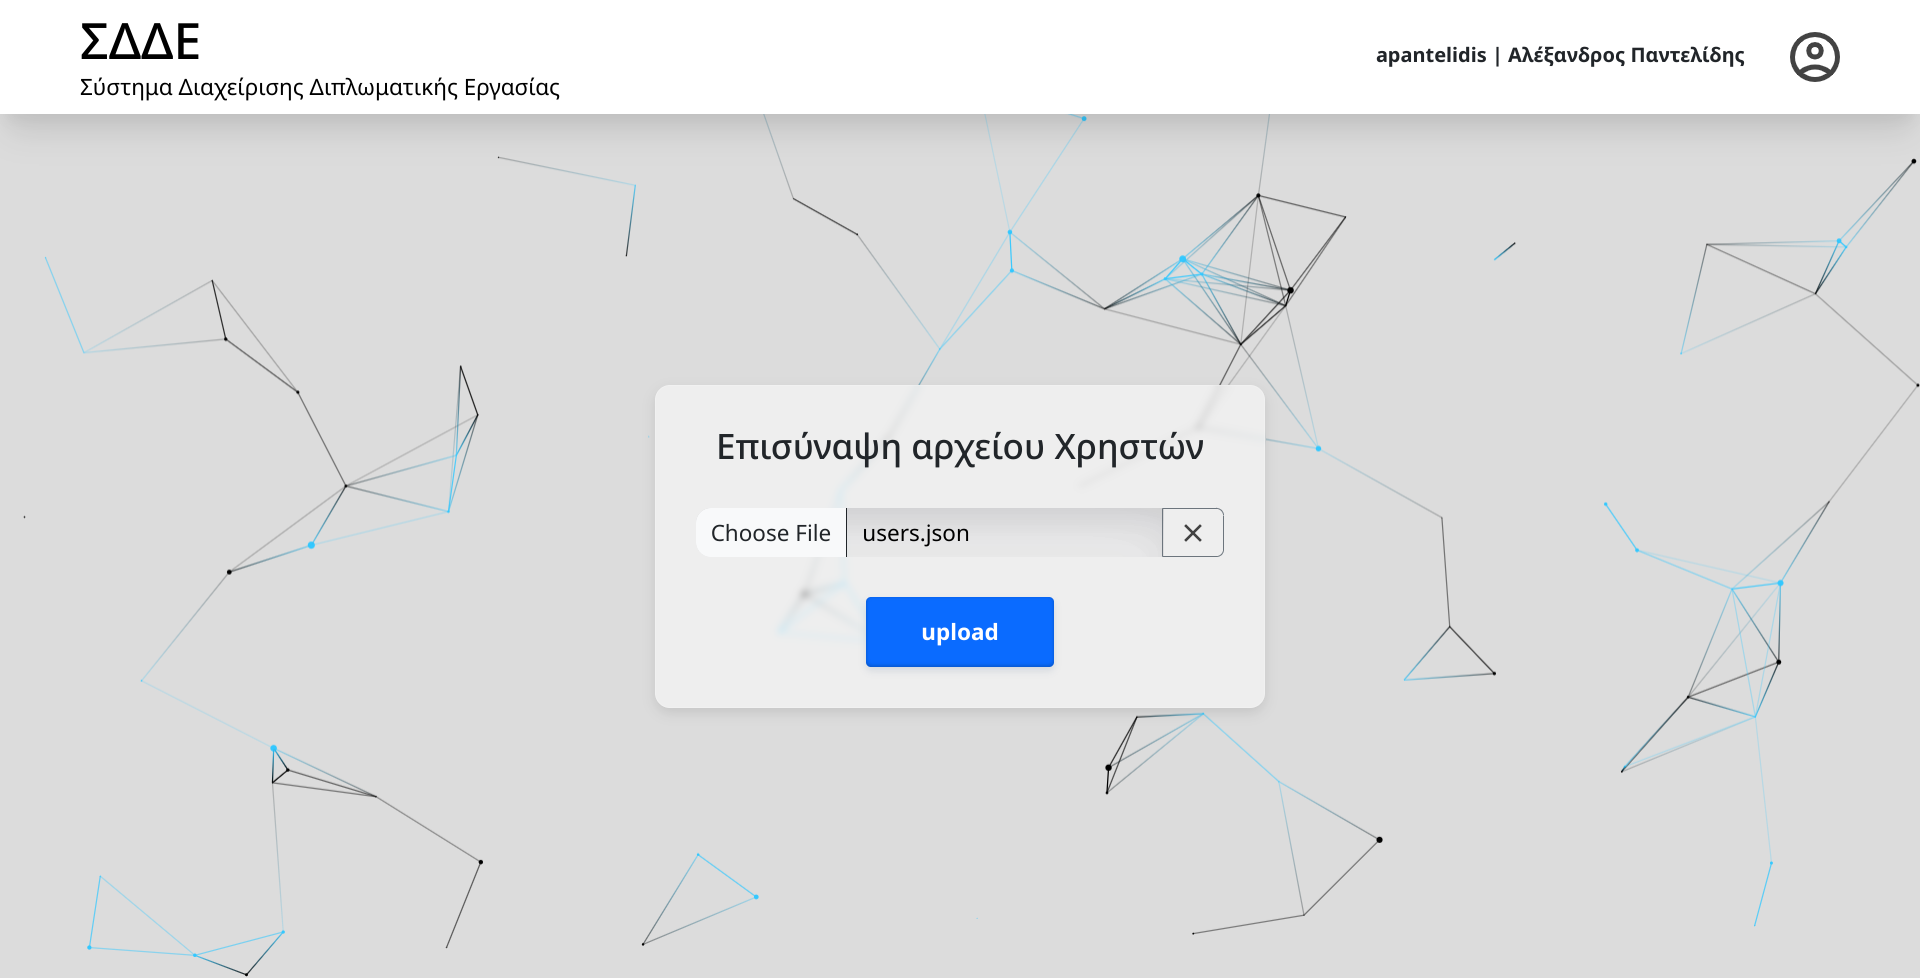 ΣΔΔΕ
Σύστημα Διαχείρισης Διπλωματικής Εργασίας
apantelidis | Αλέξανδρος Παντελίδης
Επισύναψη αρχείου Χρηστών
Choose File users.json
upload